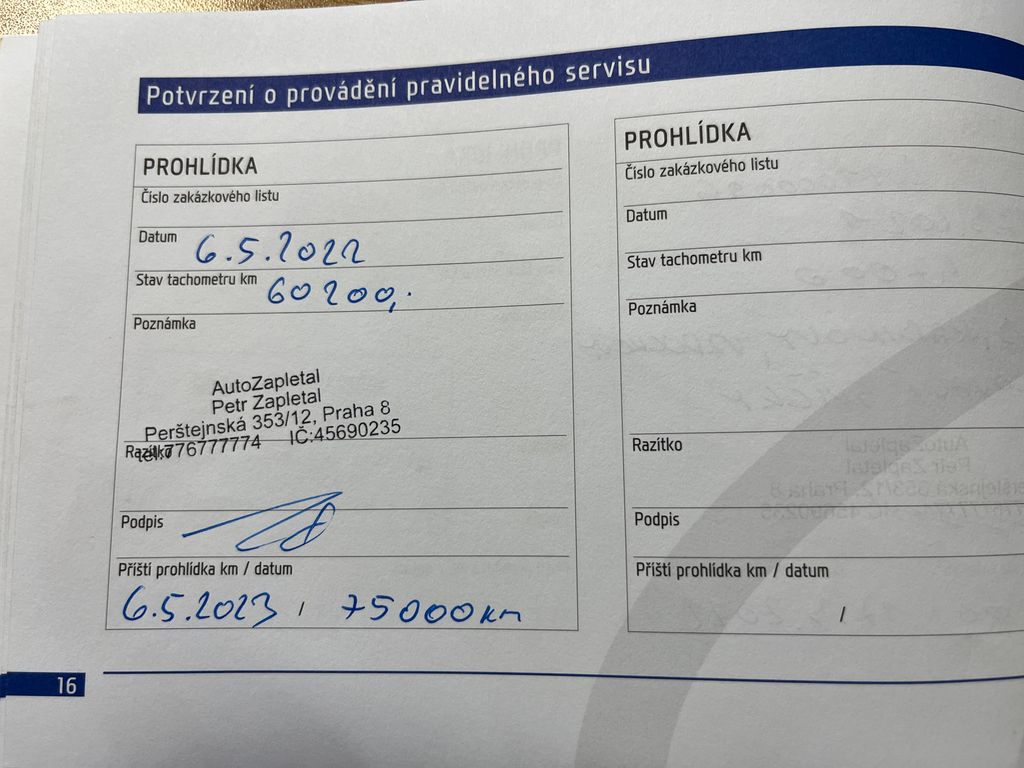 Potvrzení o provádění pravidelného servisu
PROHLÍDKA
Číslo zakázkového listu
Datum 6.5.2022
Stav tachometru km 60200,.
Poznámka
AutoZapletal
Petr Zapletal
Perštejnská 353/12, Praha 8
tel.:776777774 IČ:45690235
Razítko
Podpis
Příští prohlídka km / datum
6.5.2023 / 75000km
PROHLÍDKA
Číslo zakázkového listu
Datum
Stav tachometru km
Poznámka
Razítko
Podpis
Příští prohlídka km / datum
/
16